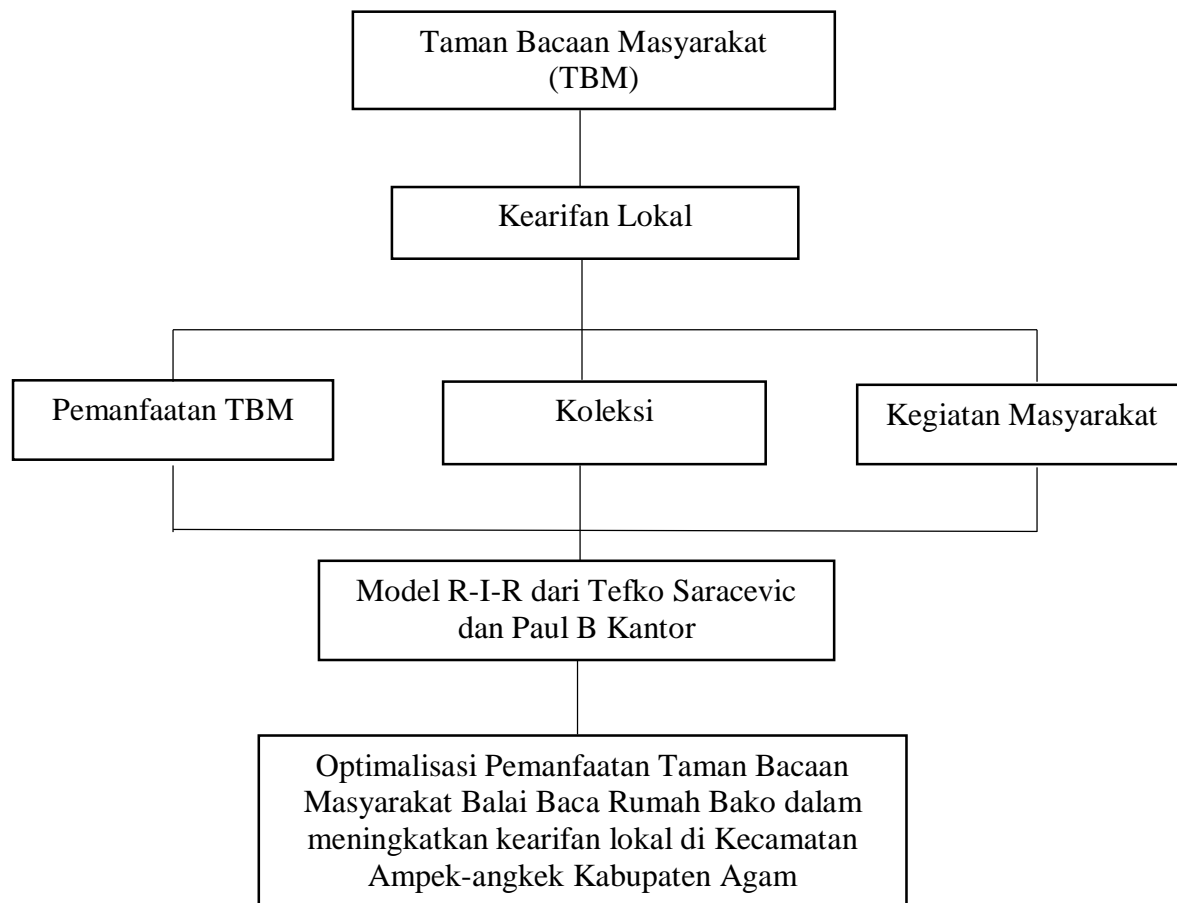 Taman Bacaan Masyarakat
(TBM)
Kearifan Lokal
Pemanfaatan TBM
Koleksi
Kegiatan Masyarakat
Model R-I-R dari Tefko Saracevic
dan Paul B Kantor
Optimalisasi Pemanfaatan Taman Bacaan
Masyarakat Balai Baca Rumah Bako dalam
meningkatkan kearifan lokal di Kecamatan
Ampek-angkek Kabupaten Agam